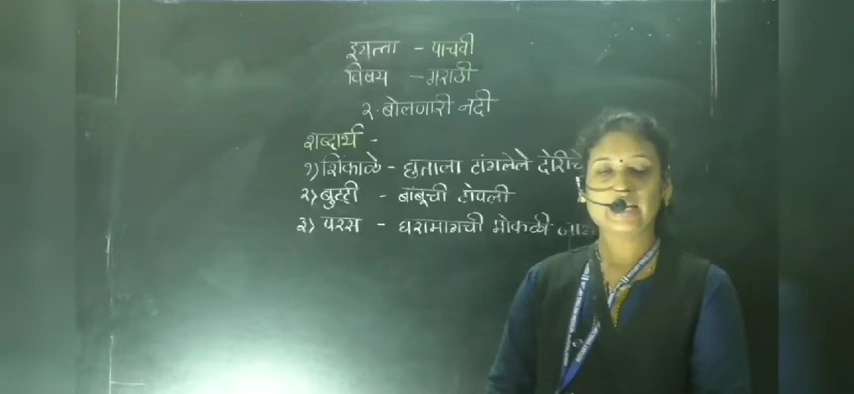 इयत्ता - पाचवी
विषय - मराठी
२. बोलणारी नदी
शब्दार्थ -
१) शिंकाळे - छताला टांगलेले दोरीचे
२) बुट्टी - बांबूची टोपली
३) परस - घरामागची मोकळी